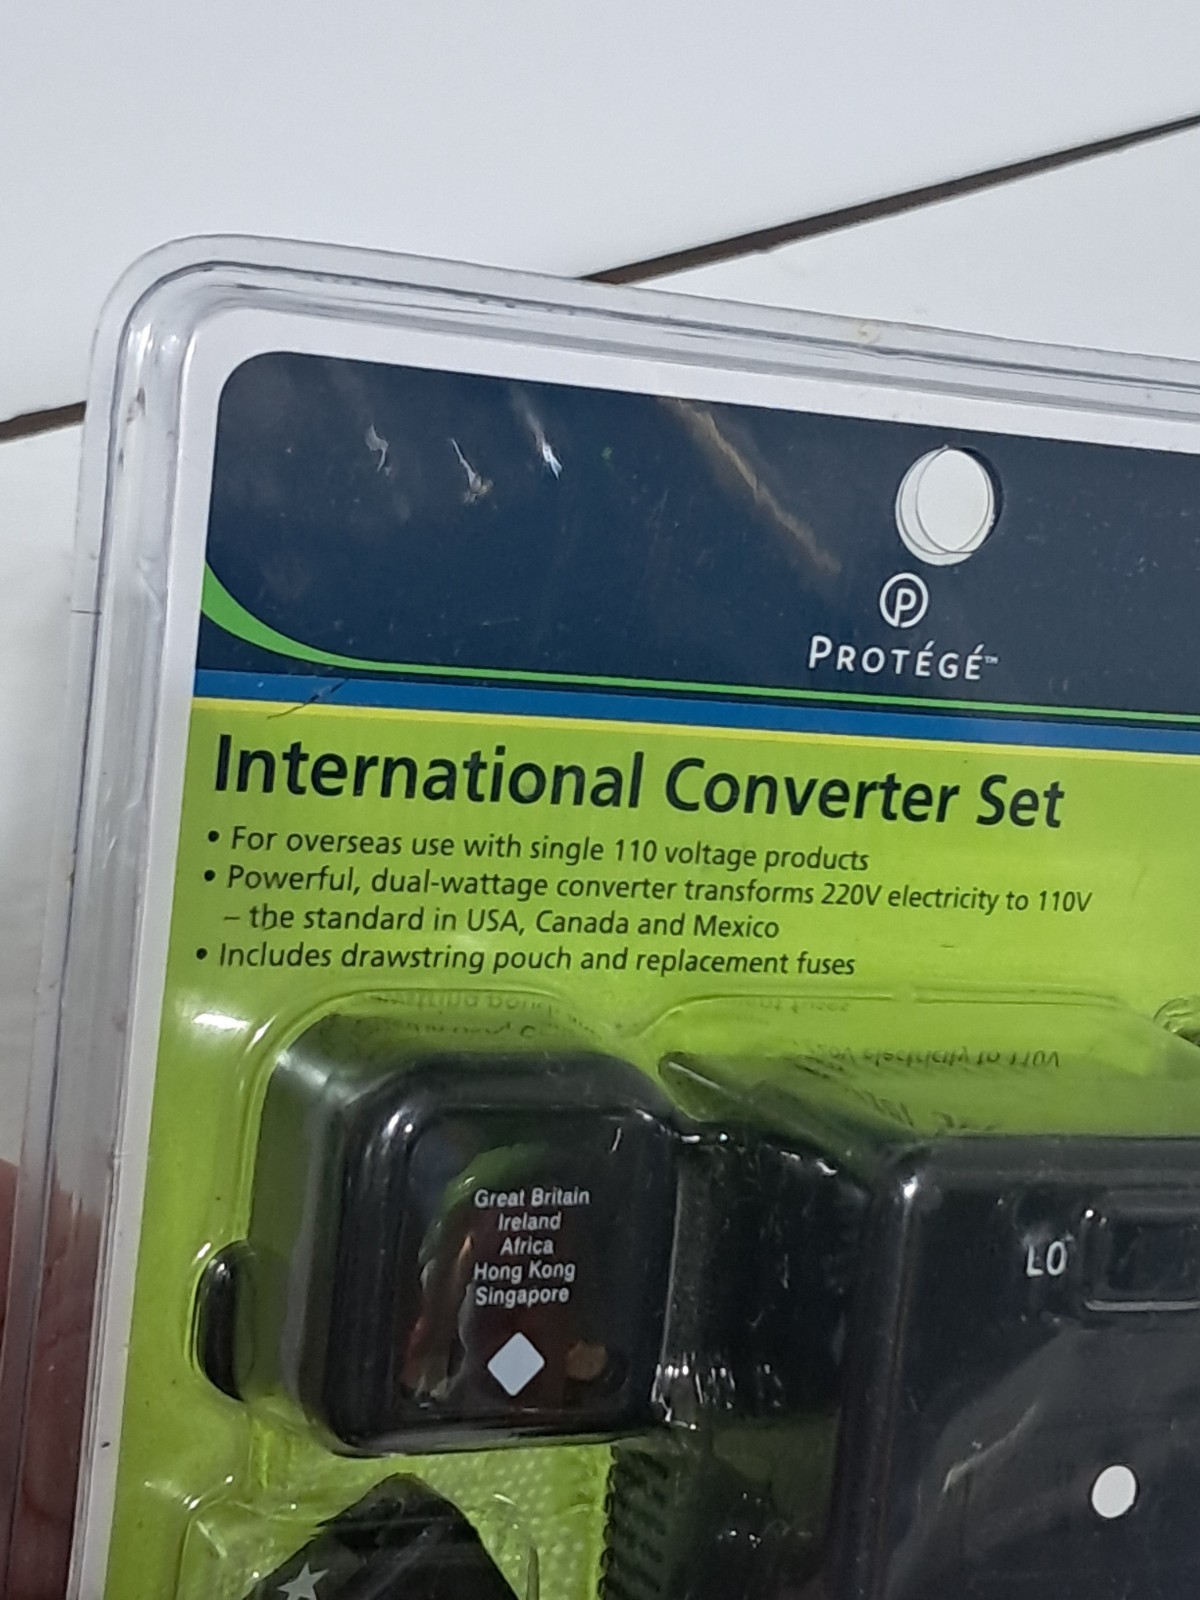 P
PROTÉGÉ™
International Converter Set
• For overseas use with single 110 voltage products
• Powerful, dual-wattage converter transforms 220V electricity to 110V
– the standard in USA, Canada and Mexico
• Includes drawstring pouch and replacement fuses
Great Britain
Ireland
Africa
Hong Kong
Singapore
LO